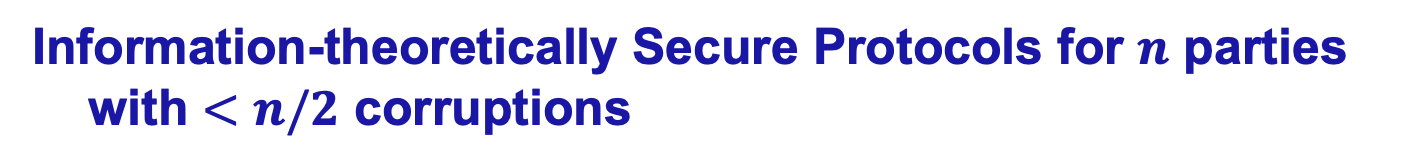 Information-theoretically Secure Protocols for n parties
with < n/2 corruptions